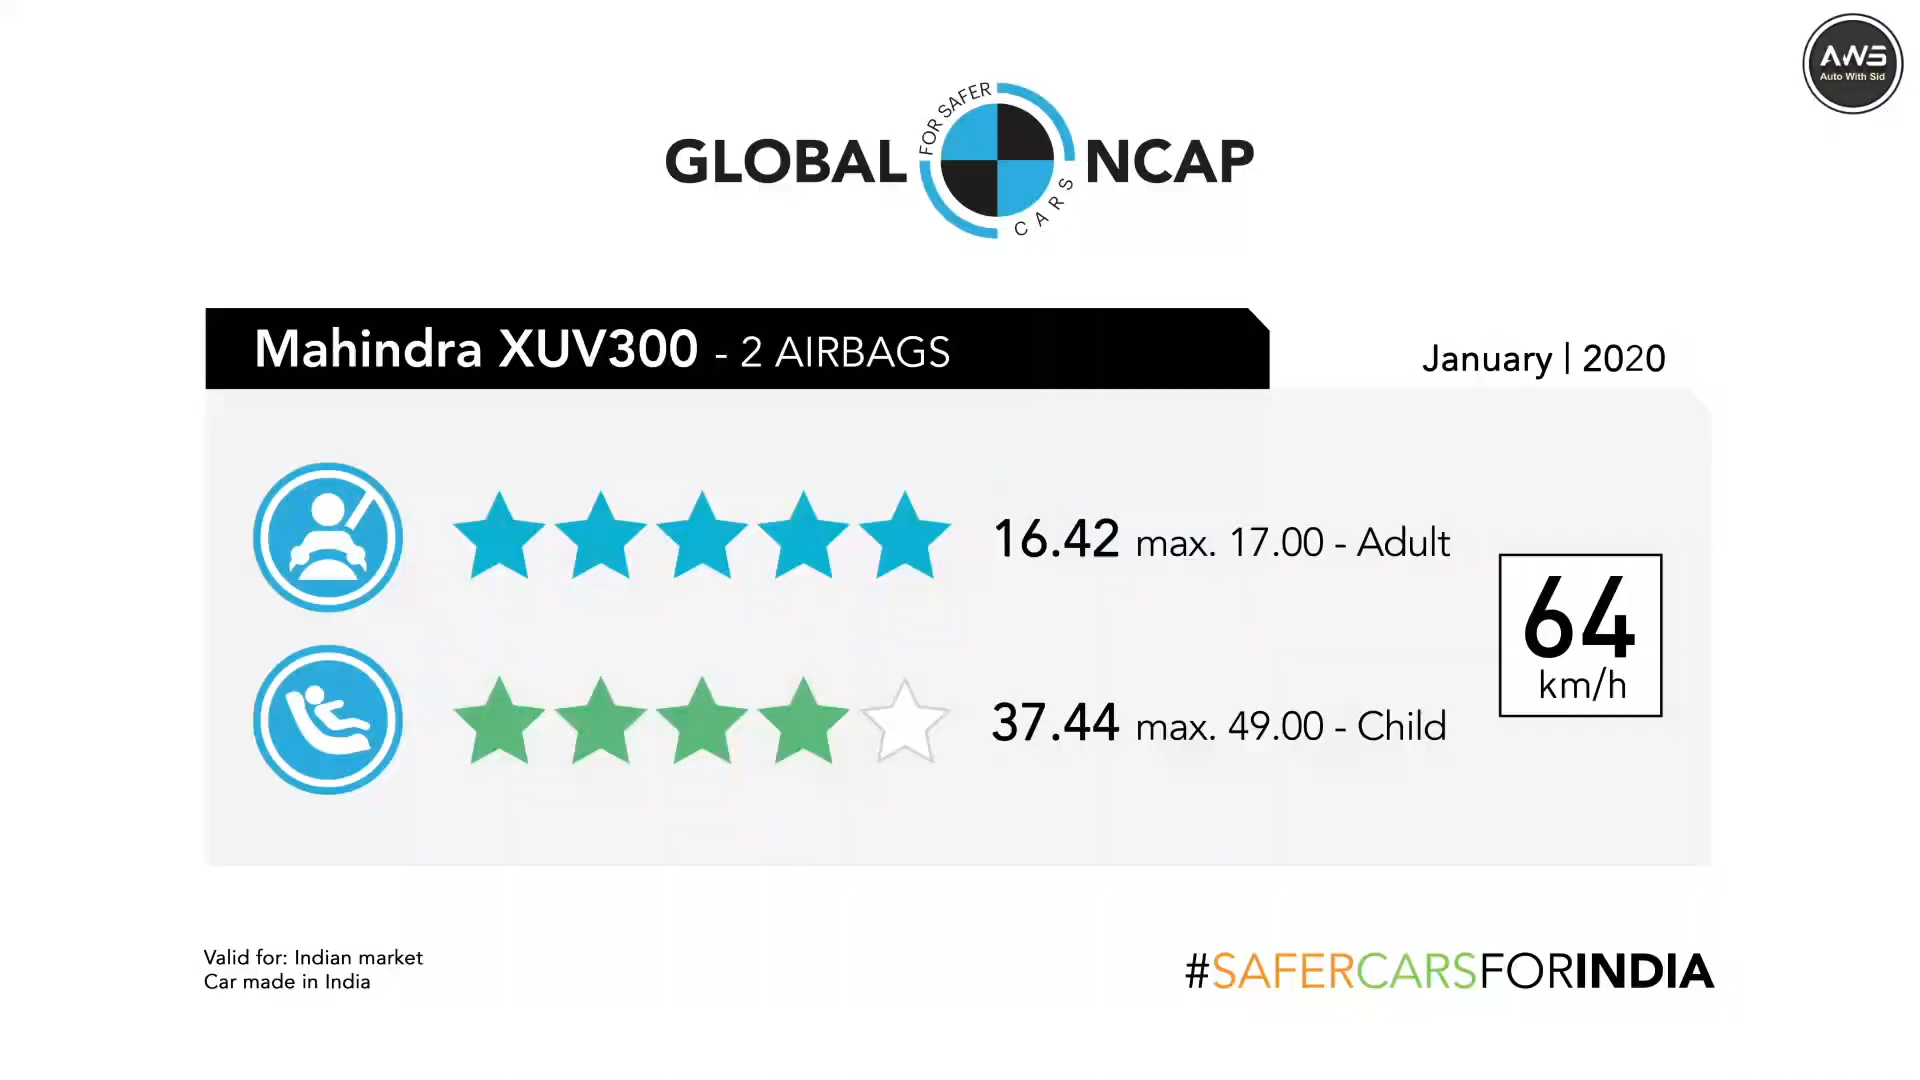 AWS
Auto With Sid
GLOBAL FOR SAFER CARS NCAP
Mahindra XUV300 - 2 AIRBAGS
January | 2020
16.42 max. 17.00 - Adult
37.44 max. 49.00 - Child
64
km/h
Valid for: Indian market
Car made in India
#SAFERCARSFORINDIA